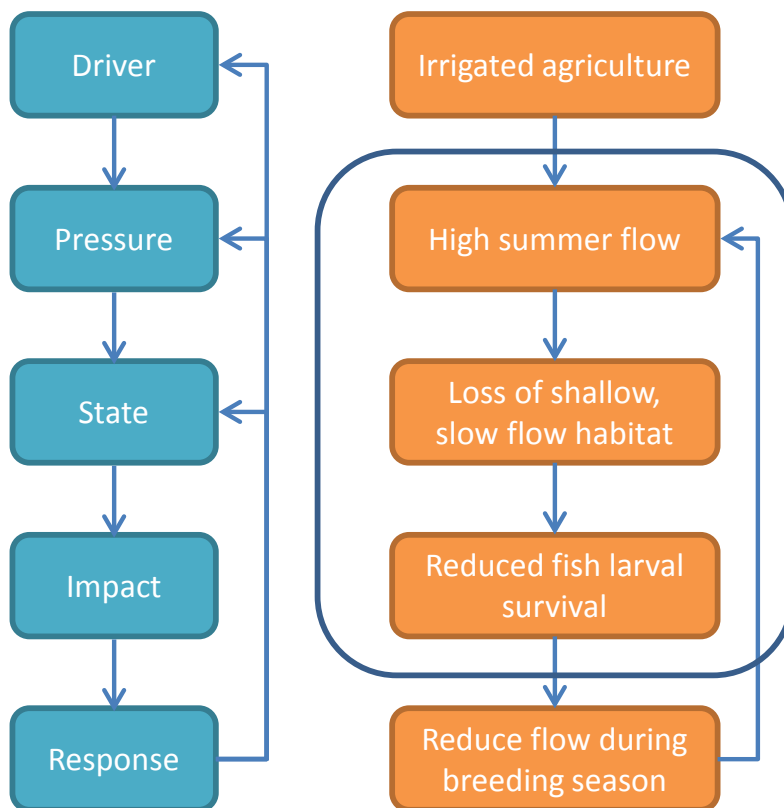 Driver
Pressure
State
Impact
Response
Irrigated agriculture
High summer flow
Loss of shallow,
slow flow habitat
Reduced fish larval
survival
Reduce flow during
breeding season